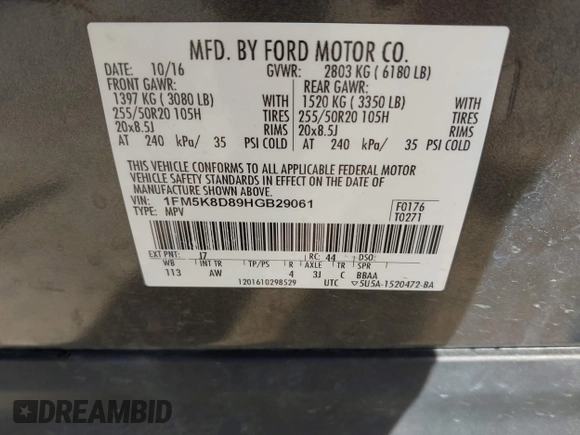 MFD. BY FORD MOTOR CO.
DATE: 10/16 GVWR: 2803 KG ( 6180 LB)
FRONT GAWR: REAR GAWR:
1397 KG ( 3080 LB) WITH 1520 KG ( 3350 LB) WITH
255/50R20 105H TIRES 255/50R20 105H TIRES
20x8.5J RIMS 20x8.5J RIMS
AT 240 kPa/ 35 PSI COLD AT 240 kPa/ 35 PSI COLD
THIS VEHICLE CONFORMS TO ALL APPLICABLE FEDERAL MOTOR
VEHICLE SAFETY STANDARDS IN EFFECT ON THE DATE OF
MANUFACTURE SHOWN ABOVE.
VIN: 1FM5K8D89HGB29061 F0176
TYPE: MPV T0271
EXT PNT: J7 RC: 44 DSO:
WB INT TR TP/PS R AXLE TR SPR
113 AW 4 3J C BBAA
1201610298529 UTC ▽5U5A-1520472-BA
DREAMBID